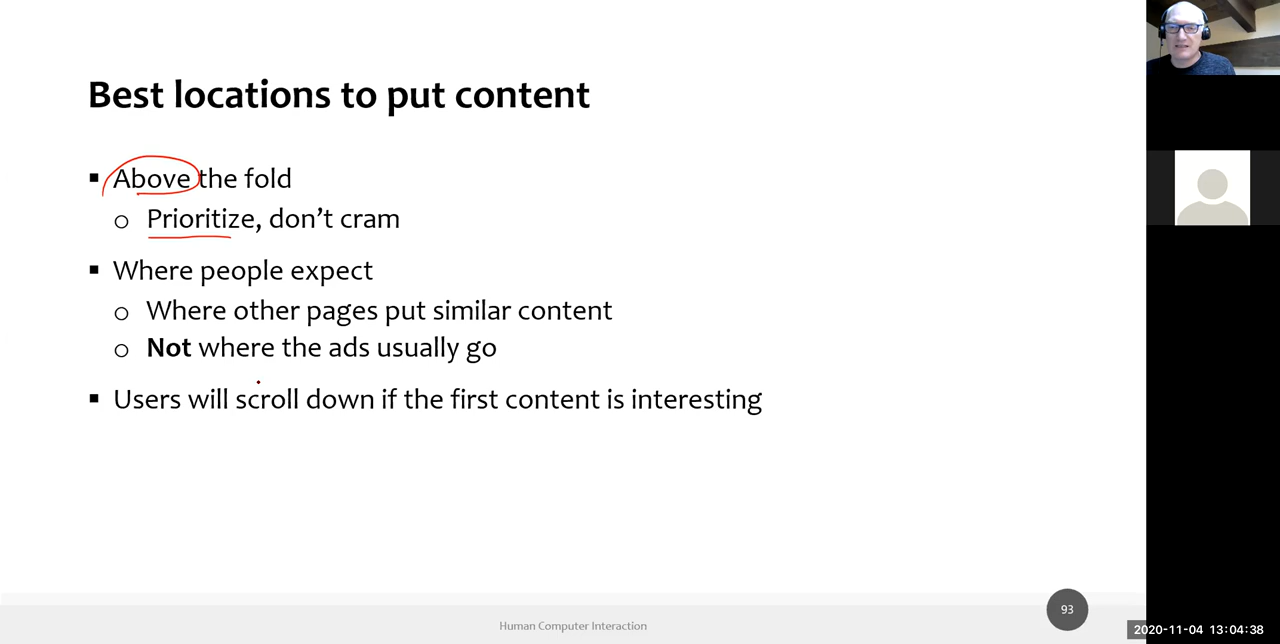 Best locations to put content
▪ Above the fold
o Prioritize, don’t cram
▪ Where people expect
o Where other pages put similar content
o Not where the ads usually go
▪ Users will scroll down if the first content is interesting
Human Computer Interaction
93
2020-11-04 13:04:38